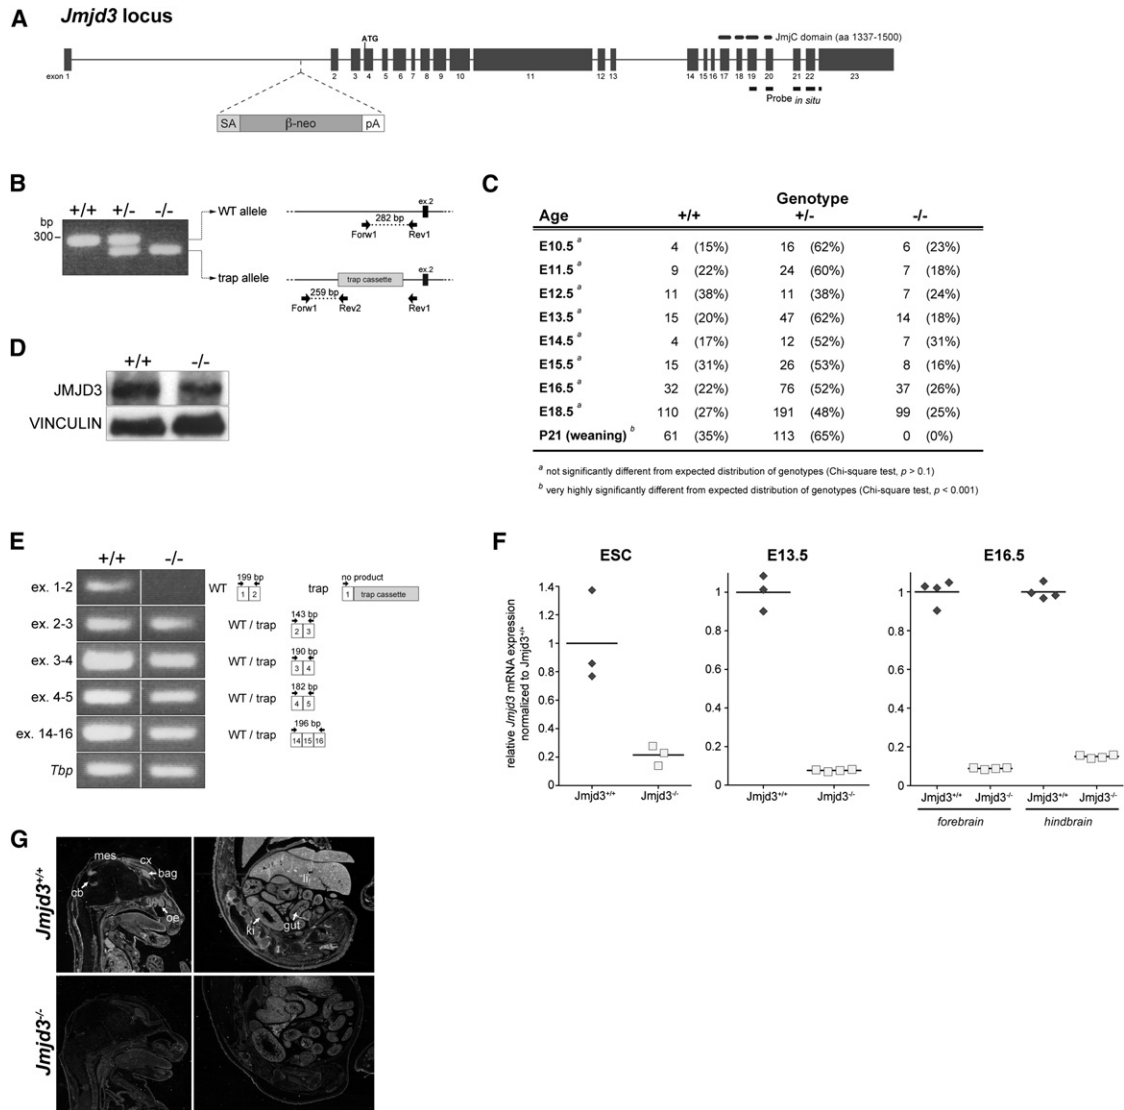 A
Jmjd3 locus
ATG
JmjC domain (aa 1337-1500)
exon 1 2 3 4 5 6 7 8 9 10 11 12 13 14 15 16 17 18 19 20 21 22 23
Probe in situ
SA β-neo pA
B
+/+ +/- -/-
bp
300
WT allele
ex.2
282 bp
Forw1 Rev1
trap allele
trap cassette
ex.2
259 bp
Forw1 Rev2 Rev1
C
Genotype
Age +/+ +/- -/-
E10.5 a 4 (15%) 16 (62%) 6 (23%)
E11.5 a 9 (22%) 24 (60%) 7 (18%)
E12.5 a 11 (38%) 11 (38%) 7 (24%)
E13.5 a 15 (20%) 47 (62%) 14 (18%)
E14.5 a 4 (17%) 12 (52%) 7 (31%)
E15.5 a 15 (31%) 26 (53%) 8 (16%)
E16.5 a 32 (22%) 76 (52%) 37 (26%)
E18.5 a 110 (27%) 191 (48%) 99 (25%)
P21 (weaning) b 61 (35%) 113 (65%) 0 (0%)
a not significantly different from expected distribution of genotypes (Chi-square test, p > 0.1)
b very highly significantly different from expected distribution of genotypes (Chi-square test, p < 0.001)
D
+/+ -/-
JMJD3
VINCULIN
E
+/+ -/-
ex. 1-2
WT 199 bp 1 2
trap no product 1 trap cassette
ex. 2-3
WT / trap 143 bp 2 3
ex. 3-4
WT / trap 190 bp 3 4
ex. 4-5
WT / trap 182 bp 4 5
ex. 14-16
WT / trap 196 bp 14 15 16
Tbp
F
relative Jmjd3 mRNA expression
normalized to Jmjd3+/+
ESC
1.4
1.2
1
0.8
0.6
0.4
0.2
0
Jmjd3+/+ Jmjd3-/-
E13.5
1
0.8
0.6
0.4
0.2
0
Jmjd3+/+ Jmjd3-/-
E16.5
1
0.8
0.6
0.4
0.2
0
Jmjd3+/+ Jmjd3-/- Jmjd3+/+ Jmjd3-/-
forebrain hindbrain
G
Jmjd3+/+
mes cx
bag
cb
oe
li
ki gut
Jmjd3-/-